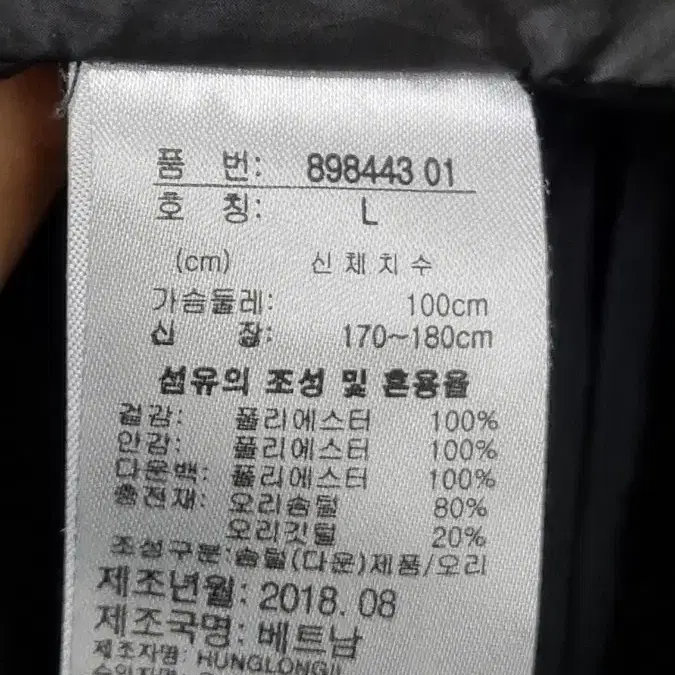 품 번: 898443 01
호 칭: L
(cm) 신체치수
가슴둘레: 100cm
신 장: 170~180cm
섬유의 조성 및 혼용율
겉감: 폴리에스터 100%
안감: 폴리에스터 100%
다운백: 폴리에스터 100%
충전재: 오리솜털 80%
오리깃털 20%
조성구분:솜털(다운)제품/오리
제조년월: 2018. 08
제조국명: 베트남
제조자명: HUNGLONGII